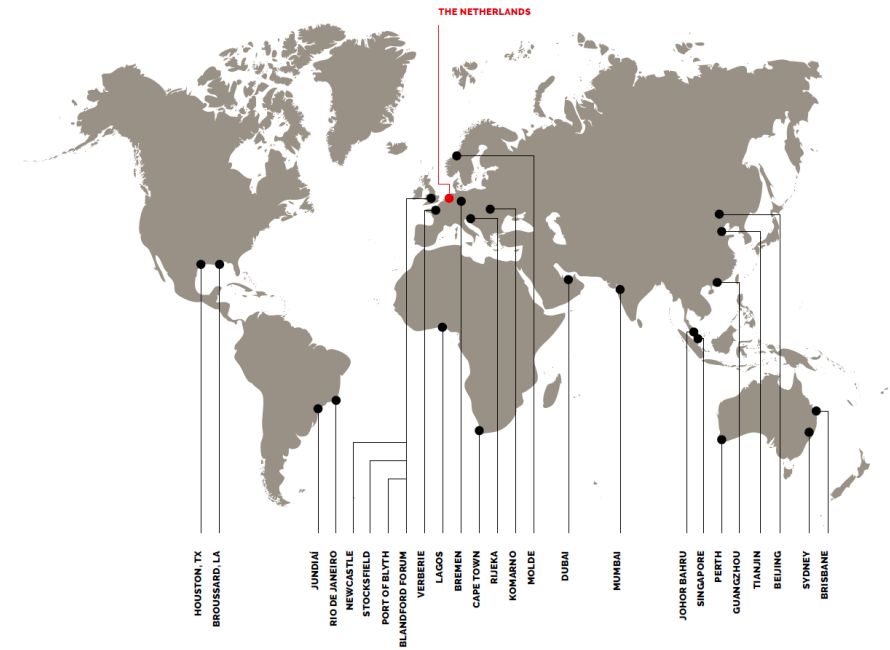 THE NETHERLANDS
HOUSTON, TX
BROUSSARD, LA
JUNDIAÍ
RIO DE JANEIRO
NEWCASTLE
STOCKSFIELD
PORT OF BLYTH
BLANDFORD FORUM
VERBERIE
LAGOS
BREMEN
CAPE TOWN
RIJEKA
KOMARNO
MOLDE
DUBAI
MUMBAI
JOHOR BAHRU
SINGAPORE
PERTH
GUANGZHOU
TIANJIN
BEIJING
SYDNEY
BRISBANE